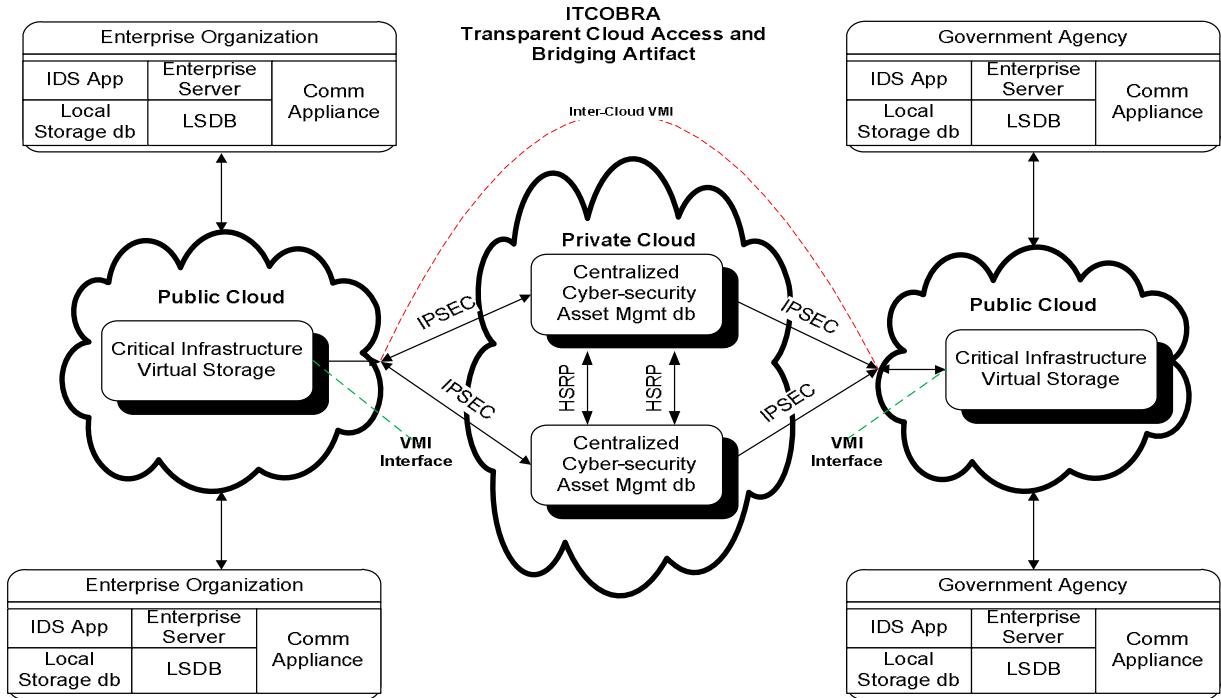 ITCOBRA
Transparent Cloud Access and
Bridging Artifact
Enterprise Organization
IDS App
Enterprise
Server
Comm
Appliance
Local
Storage db
LSDB
Government Agency
IDS App
Enterprise
Server
Comm
Appliance
Local
Storage db
LSDB
Inter-Cloud VMI
Public Cloud
Critical Infrastructure
Virtual Storage
VMI
Interface
IPSEC
IPSEC
Private Cloud
Centralized
Cyber-security
Asset Mgmt db
HSRP
HSRP
Centralized
Cyber-security
Asset Mgmt db
IPSEC
IPSEC
Public Cloud
Critical Infrastructure
Virtual Storage
VMI
Interface
Enterprise Organization
IDS App
Enterprise
Server
Comm
Appliance
Local
Storage db
LSDB
Government Agency
IDS App
Enterprise
Server
Comm
Appliance
Local
Storage db
LSDB